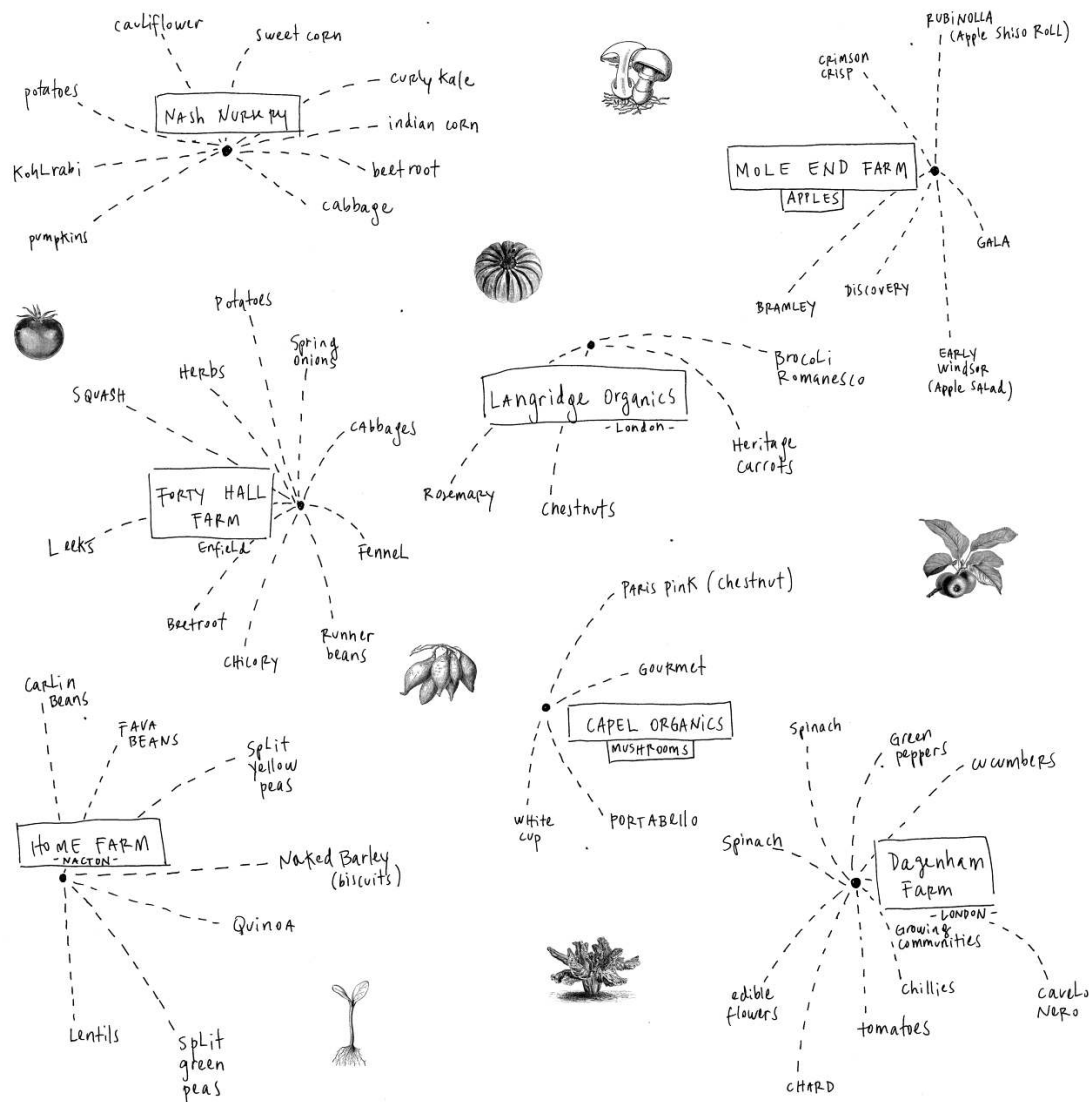 cauliflower
sweet corn
potatoes
curly kale
NASH NURSERY
indian corn
Kohlrabi
beetroot
cabbage
pumpkins
RUBINOLLA
(Apple Shiso Roll)
CRIMSON
CRISP
MOLE END FARM
APPLES
GALA
DISCOVERY
BRAMLEY
EARLY
Windsor
(Apple SALAD)
Potatoes
Spring
onions
HERBS
SQUASH
CABBAGES
FORTY HALL
FARM
Enfield
Leeks
FENNEL
Beetroot
CHICORY
Runner
beans
Brocoli
Romanesco
Langridge Organics
- London -
Heritage
carrots
Rosemary
Chestnuts
PARIS PINK (chestnut)
GOURMET
CAPEL ORGANICS
MUSHROOMS
WHITE
CUP
PORTABELLO
CARLIN
BEANS
FAVA
BEANS
SPLIT
yellow
peas
HOME FARM
- NACTON -
Naked Barley
(biscuits)
QUINOA
Lentils
SPLIT
green
peas
Spinach
Green
peppers
CUCUMBERS
Spinach
Dagenham
FARM
- LONDON -
Growing
communities
edible
flowers
chillies
CAVELO
NERO
tomatoes
CHARD